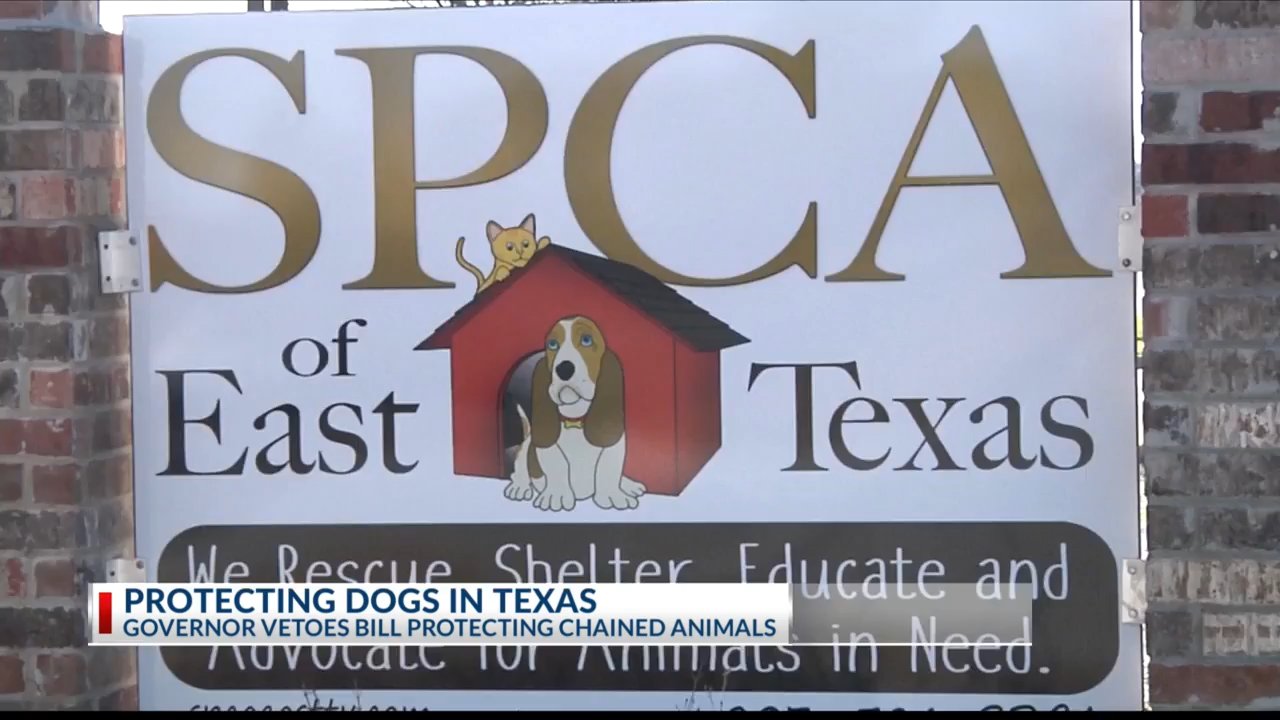 SPCA
of
East Texas
We Rescue, Shelter, Educate and
Advocate for Animals in Need.
PROTECTING DOGS IN TEXAS
GOVERNOR VETOES BILL PROTECTING CHAINED ANIMALS